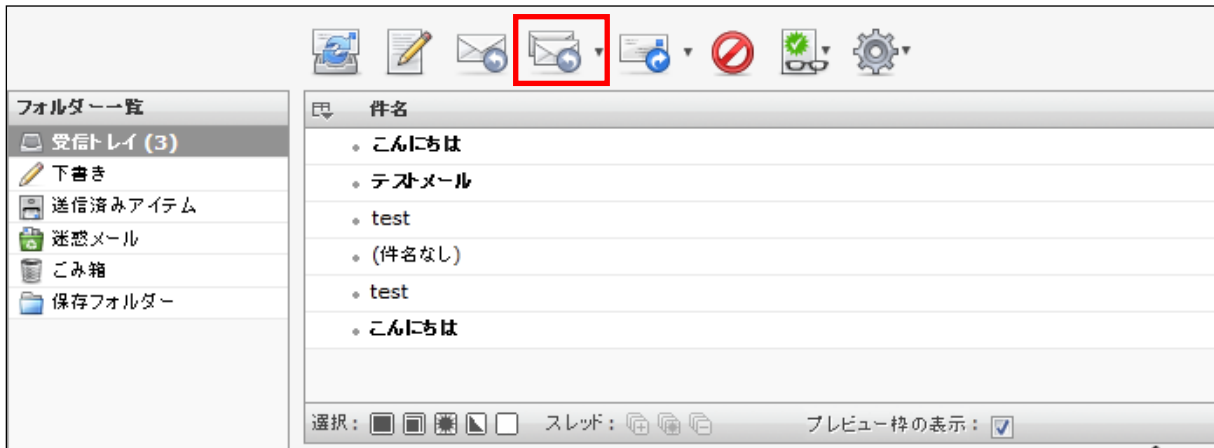 フォルダー一覧
受信トレイ (3)
下書き
送信済みアイテム
迷惑メール
ごみ箱
保存フォルダー
件名
こんにちは
テストメール
test
(件名なし)
test
こんにちは
選択: スレッド: プレビュー枠の表示: